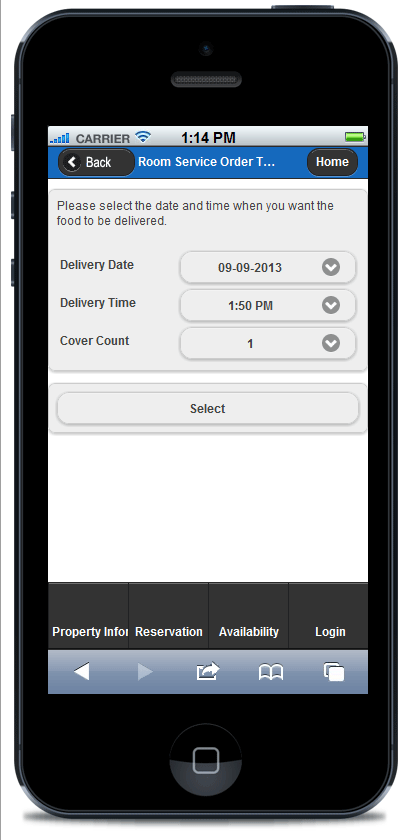 CARRIER 1:14 PM
Back Room Service Order T... Home
Please select the date and time when you want the
food to be delivered.
Delivery Date 09-09-2013
Delivery Time 1:50 PM
Cover Count 1
Select
Property Infor Reservation Availability Login